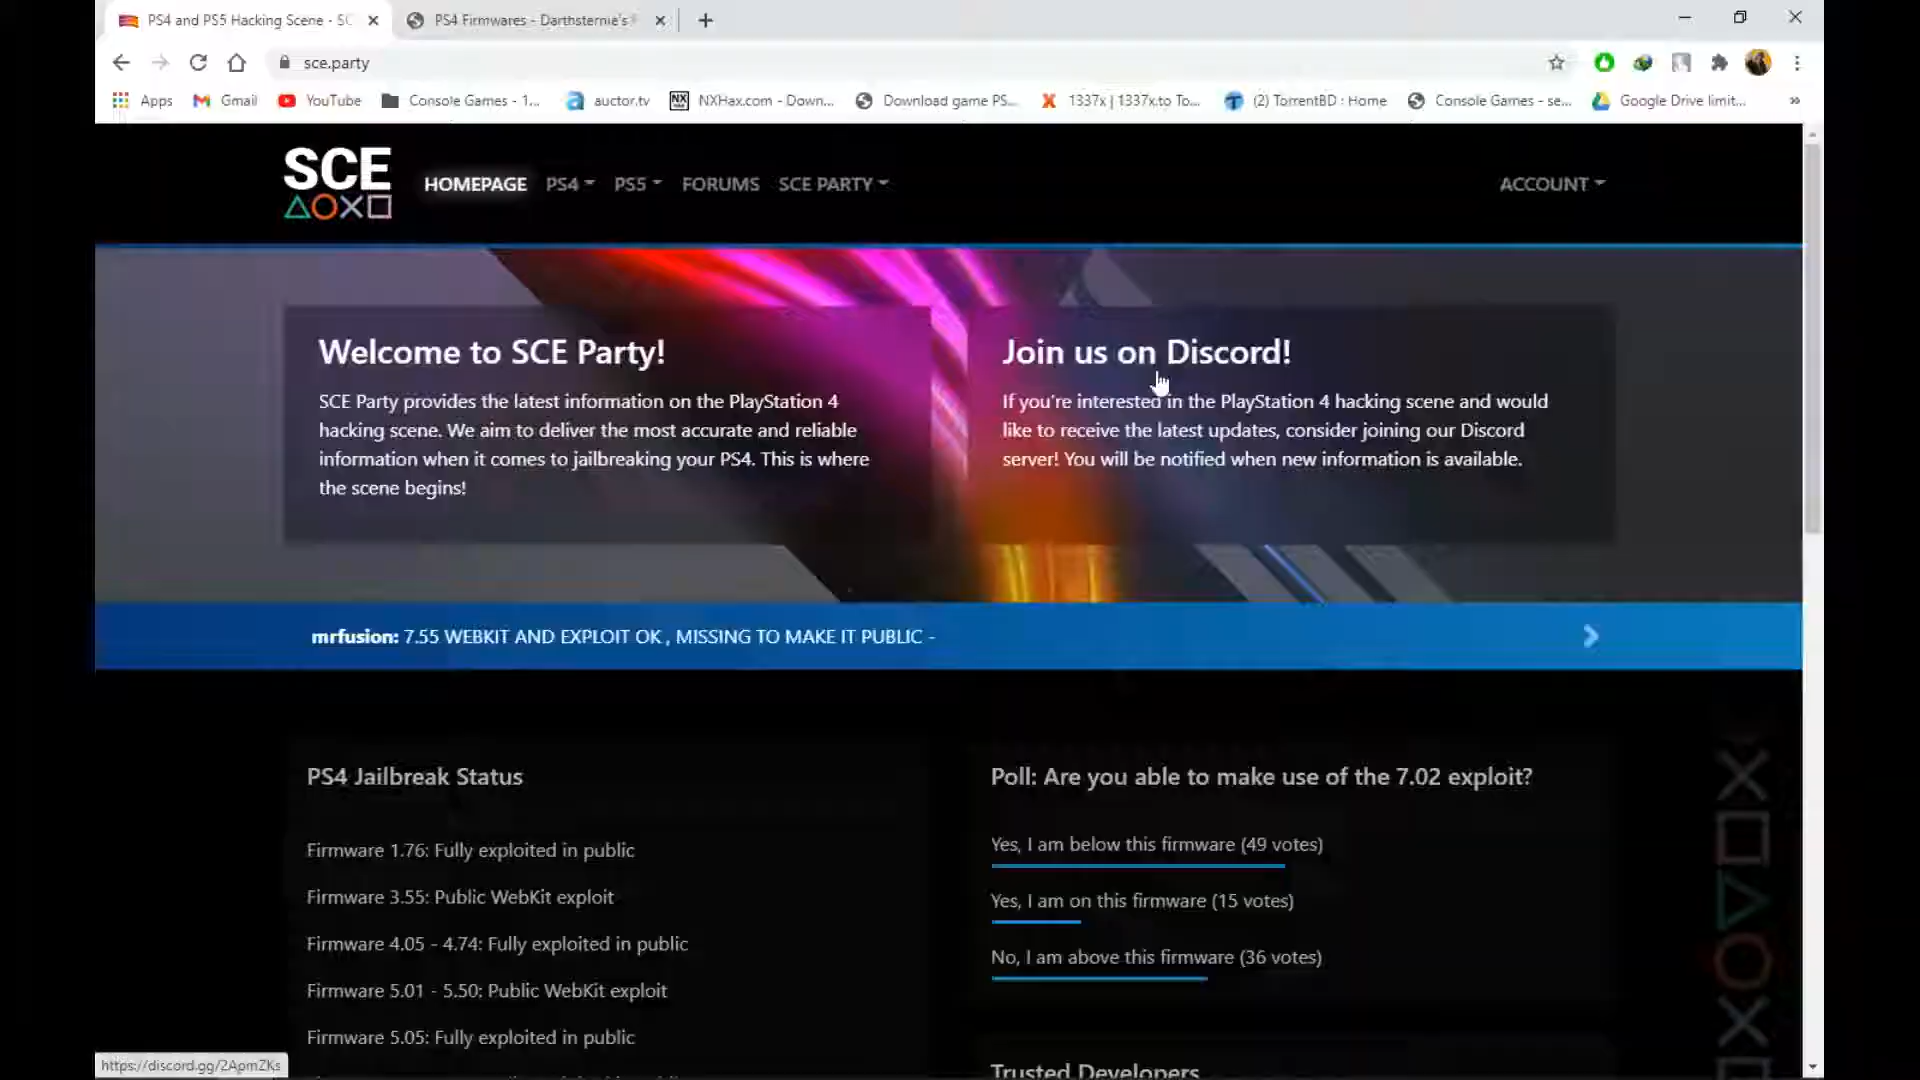 PS4 and PS5 Hacking Scene - SC
PS4 Firmwares - Darthsternie's
sce.party
Apps
Gmail
YouTube
Console Games - 1...
auctor.tv
NXHax.com - Down...
Download game PS...
1337x | 1337x.to To...
(2) TorrentBD : Home
Console Games - se...
Google Drive limit...
SCE
HOMEPAGE
PS4
PS5
FORUMS
SCE PARTY
ACCOUNT
Welcome to SCE Party!
SCE Party provides the latest information on the PlayStation 4
hacking scene. We aim to deliver the most accurate and reliable
information when it comes to jailbreaking your PS4. This is where
the scene begins!
Join us on Discord!
If you're interested in the PlayStation 4 hacking scene and would
like to receive the latest updates, consider joining our Discord
server! You will be notified when new information is available.
mrfusion: 7.55 WEBKIT AND EXPLOIT OK , MISSING TO MAKE IT PUBLIC -
PS4 Jailbreak Status
Firmware 1.76: Fully exploited in public
Firmware 3.55: Public WebKit exploit
Firmware 4.05 - 4.74: Fully exploited in public
Firmware 5.01 - 5.50: Public WebKit exploit
Firmware 5.05: Fully exploited in public
Poll: Are you able to make use of the 7.02 exploit?
Yes, I am below this firmware (49 votes)
Yes, I am on this firmware (15 votes)
No, I am above this firmware (36 votes)
Trusted Developers
https://discord.gg/2ApmZKs